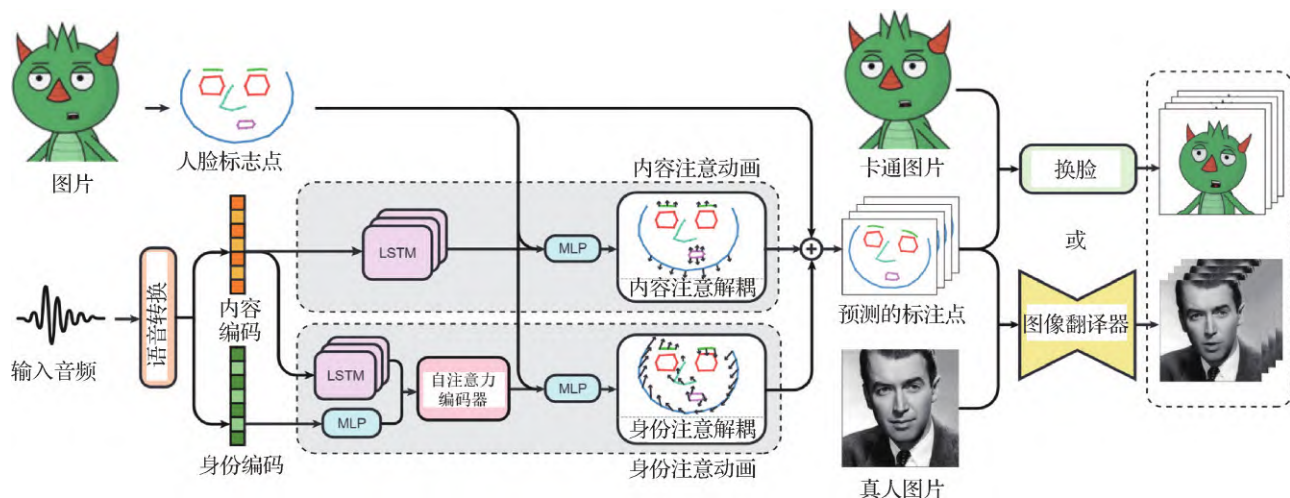 图片
人脸标志点
输入音频
语音转换
内容
编码
身份编码
内容注意动画
LSTM
MLP
内容注意解耦
LSTM
MLP
自注意力
编码器
MLP
身份注意解耦
身份注意动画
卡通图片
预测的标注点
真人图片
换脸
或
图像翻译器